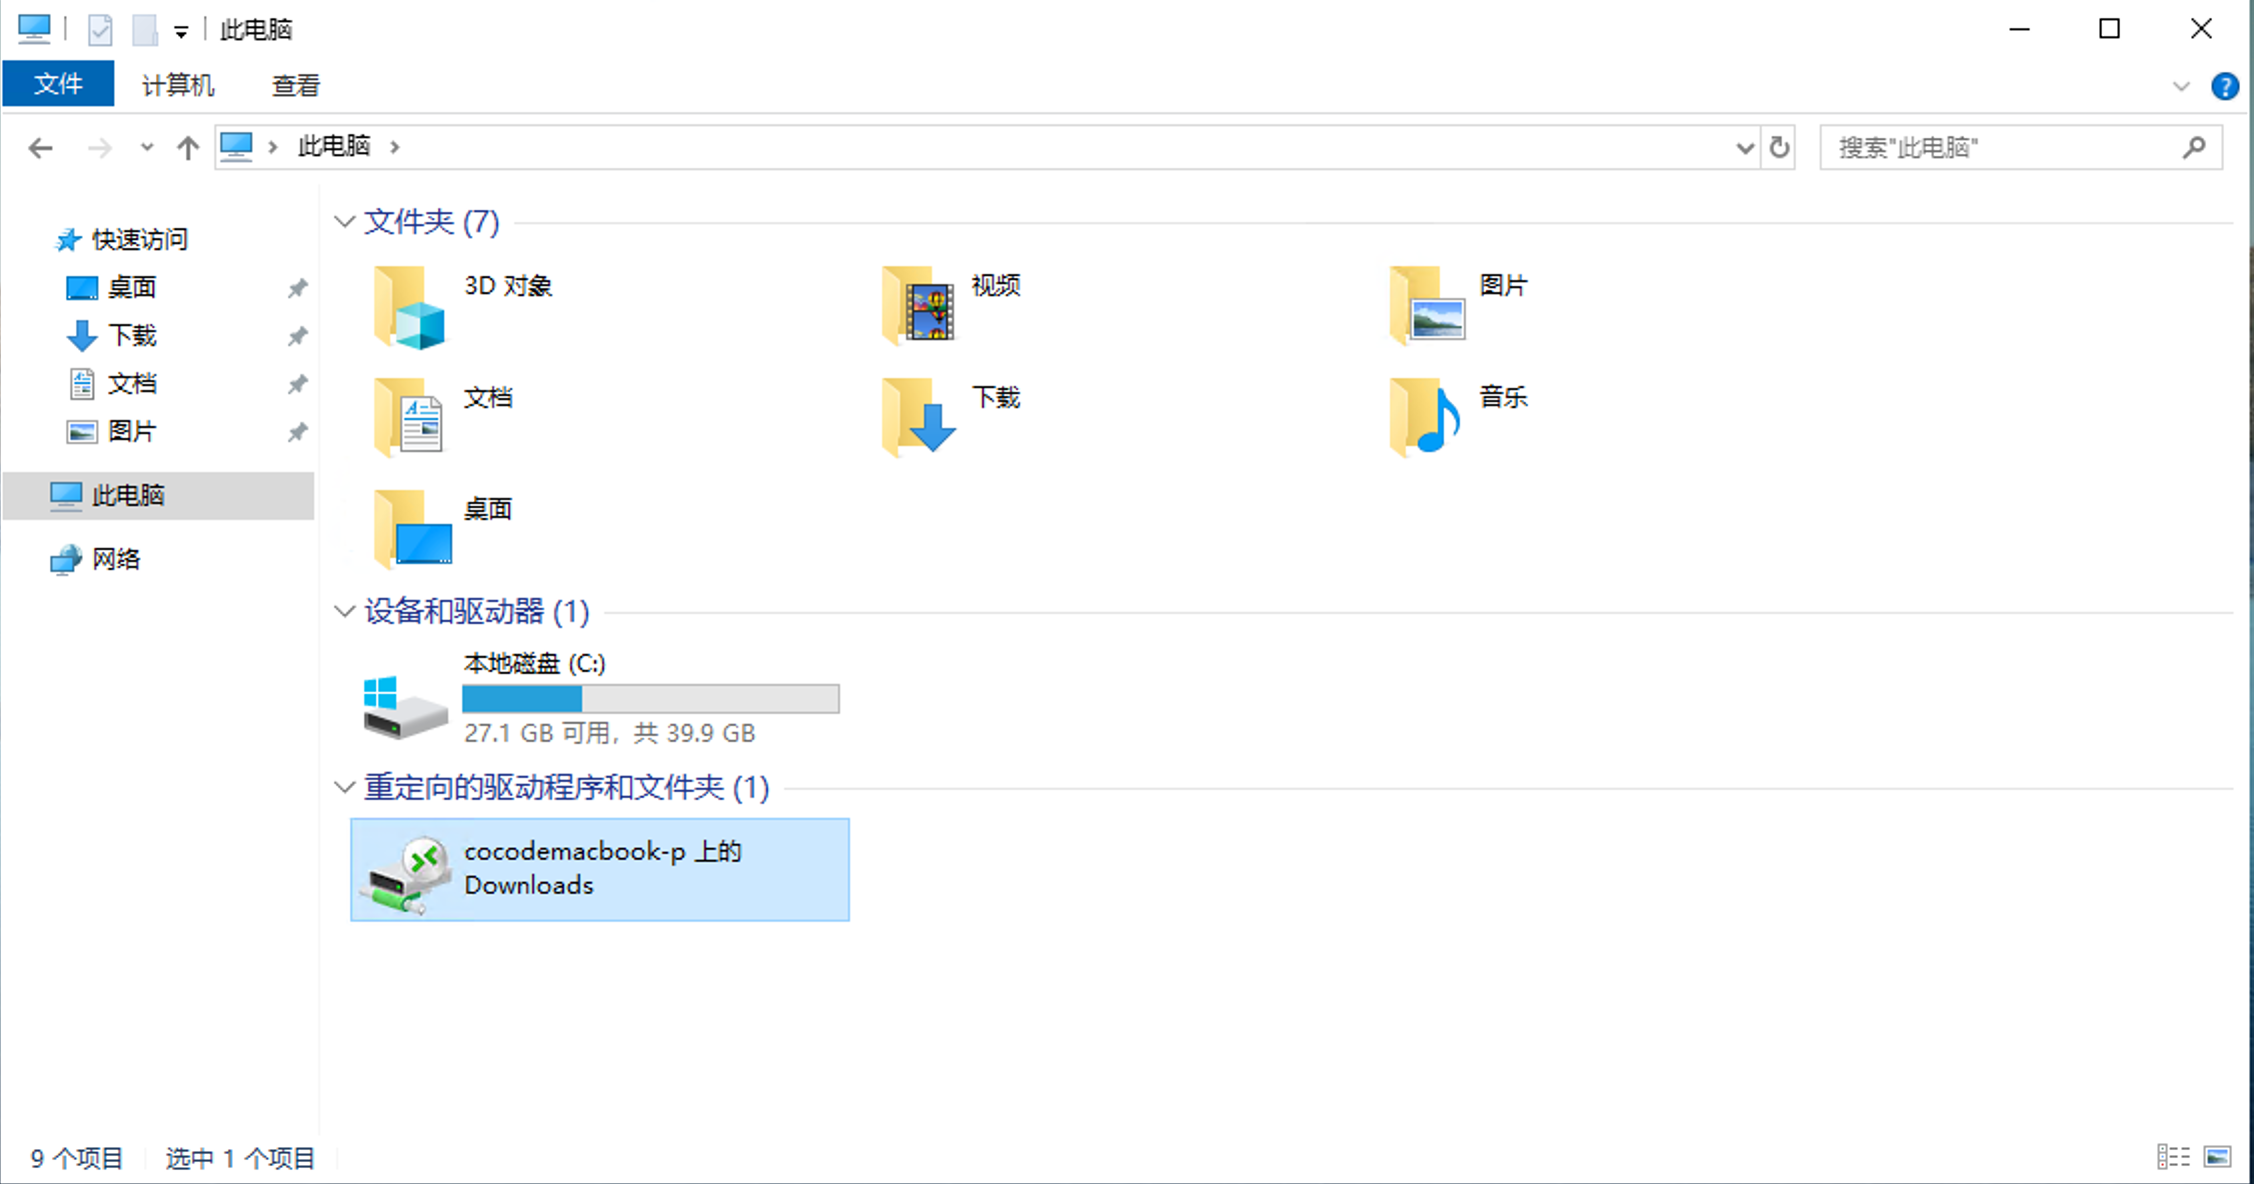 此电脑
文件 计算机 查看
此电脑
搜索"此电脑"
快速访问
桌面
下载
文档
图片
此电脑
网络
文件夹 (7)
3D 对象 视频 图片
文档 下载 音乐
桌面
设备和驱动器 (1)
本地磁盘 (C:)
27.1 GB 可用，共 39.9 GB
重定向的驱动程序和文件夹 (1)
cocodemacbook-p 上的
Downloads
9 个项目 选中 1 个项目